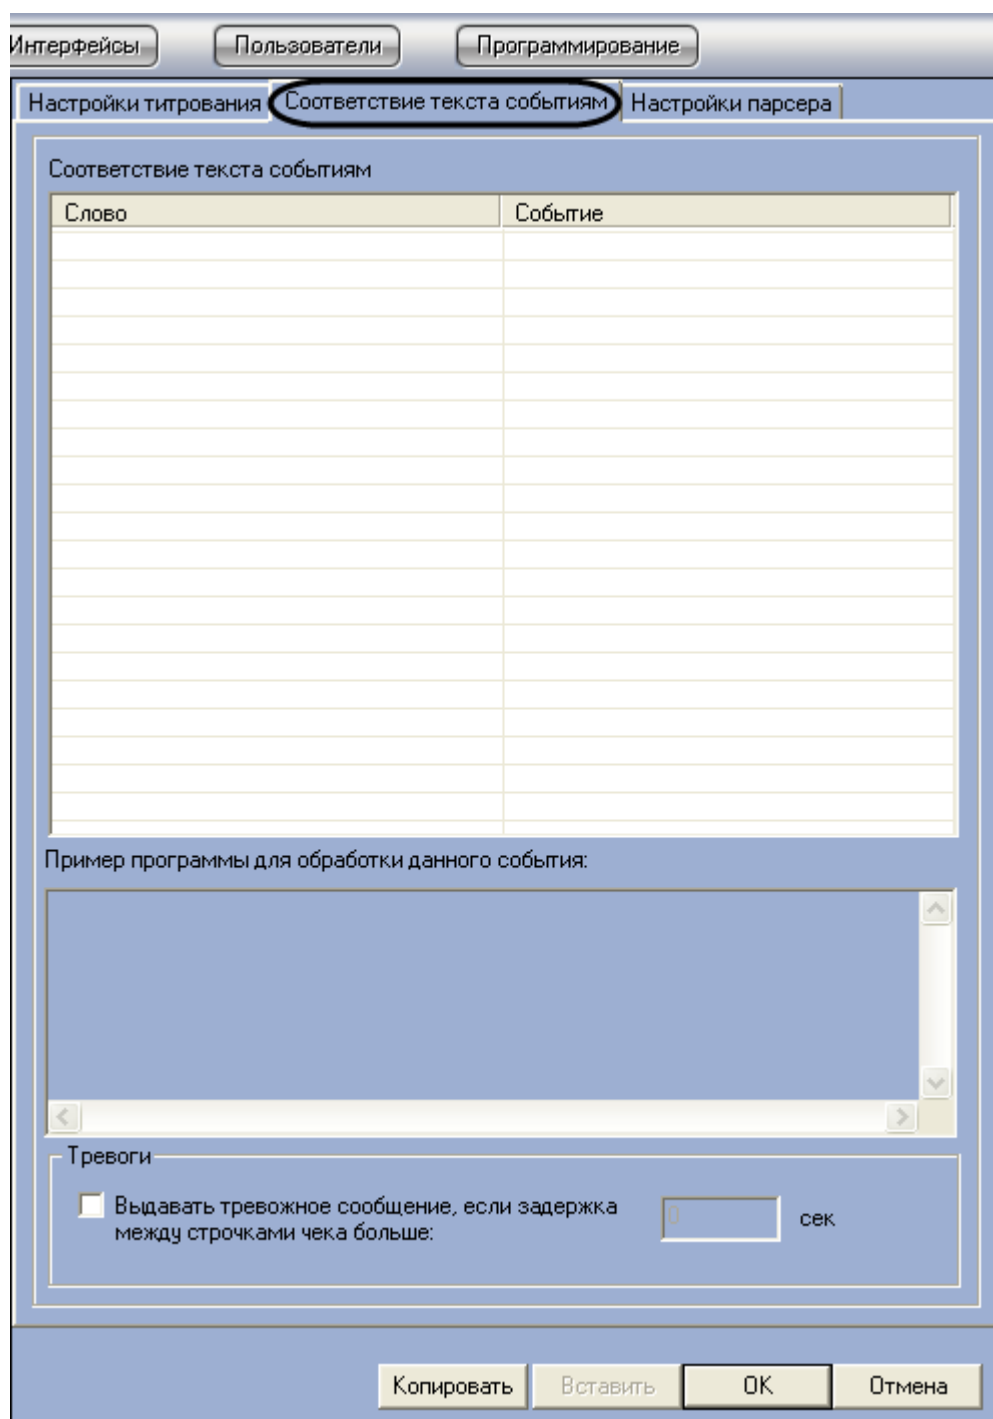 Интерфейсы
Пользователи
Программирование
Настройки титрования
Соответствие текста событиям
Настройки парсера
Соответствие текста событиям
Слово
Событие
Пример программы для обработки данного события:
Тревоги
Выдавать тревожное сообщение, если задержка
между строчками чека больше:
0
сек
Копировать
Вставить
OK
Отмена